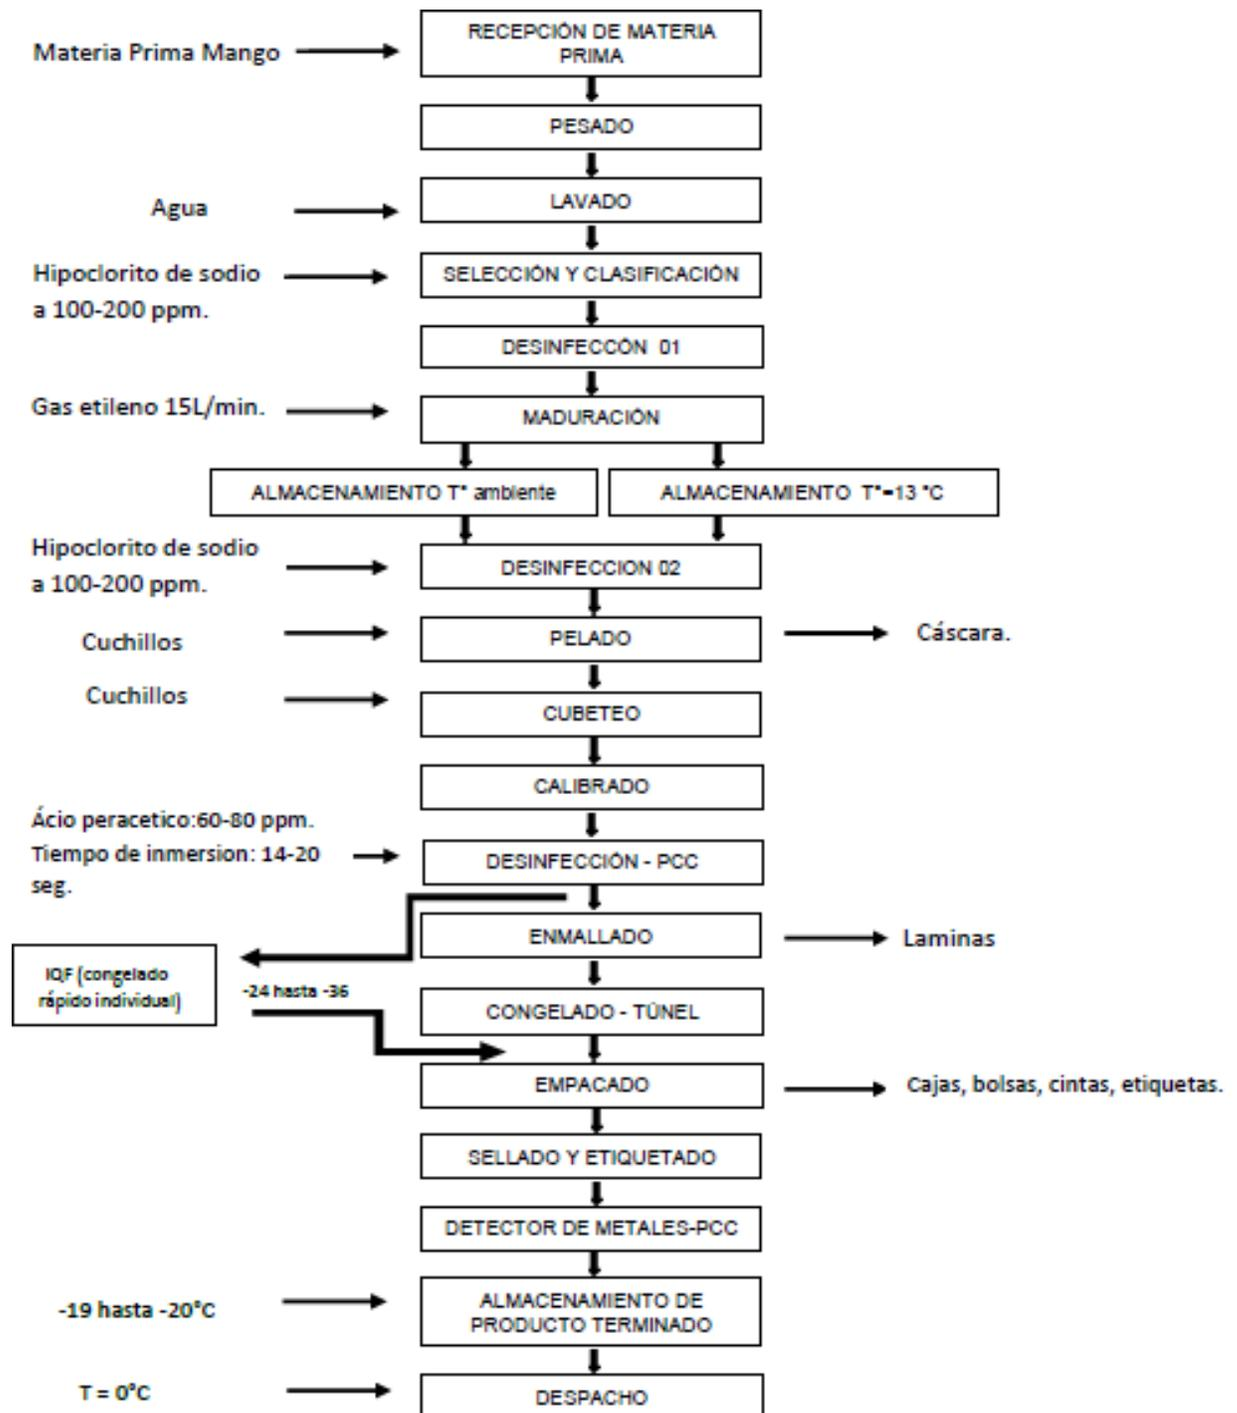 RECEPCIÓN DE MATERIA
PRIMA
Materia Prima Mango
PESADO
LAVADO
Agua
SELECCIÓN Y CLASIFICACIÓN
Hipoclorito de sodio
a 100-200 ppm.
DESINFECCÓN 01
Gas etileno 15L/min.
MADURACIÓN
ALMACENAMIENTO T° ambiente
ALMACENAMIENTO T°=13 °C
Hipoclorito de sodio
a 100-200 ppm.
DESINFECCION 02
Cuchillos
PELADO
Cáscara.
Cuchillos
CUBETEO
CALIBRADO
Ácio peracetico:60-80 ppm.
Tiempo de inmersion: 14-20
seg.
DESINFECCIÓN - PCC
ENMALLADO
Laminas
IQF (congelado
rápido individual)
-24 hasta -36
CONGELADO - TÚNEL
EMPACADO
Cajas, bolsas, cintas, etiquetas.
SELLADO Y ETIQUETADO
DETECTOR DE METALES-PCC
-19 hasta -20°C
ALMACENAMIENTO DE
PRODUCTO TERMINADO
T = 0°C
DESPACHO